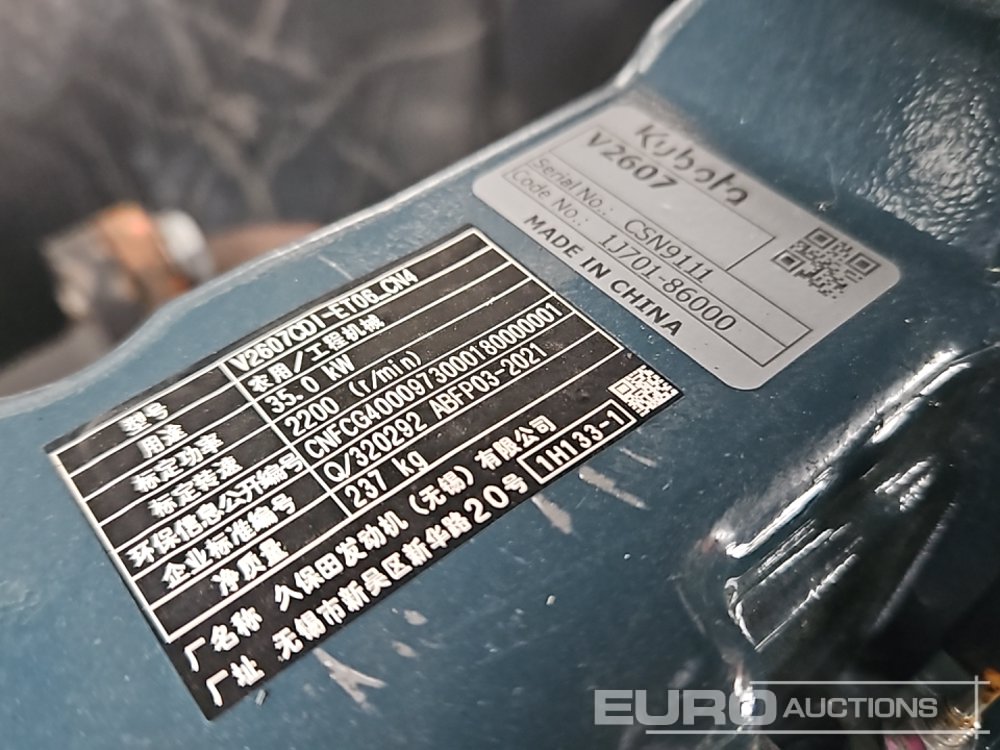 Kubota
V2607
Serial No.: CSN9111
Code No.: 1J701-86000
MADE IN CHINA
型号 V2607CDI-ET06_CN4
用途 农用/工程机械
标定功率 35.0 kW
标定转速 2200 (r/min)
环保信息公开编号 CNFCG4000973000180000001
企业标准编号 Q/320292 ABFP03-2021
净质量 237 kg
厂名称 久保田发动机（无锡）有限公司
厂址 无锡市新吴区新华路20号 1H133-1
EURO AUCTIONS